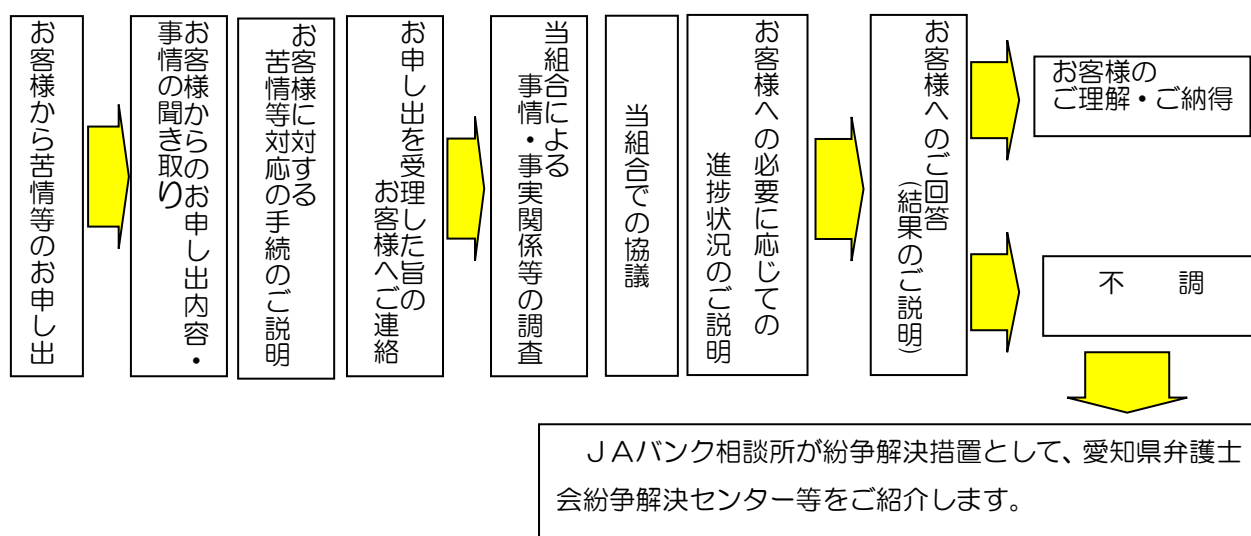 お客様から苦情等のお申し出
お客様からのお申し出内容・
事情の聞き取り
お客様に対する
苦情等対応の手続のご説明
お申し出を受理した旨の
お客様へご連絡
当組合による
事情・事実関係等の調査
当組合での協議
お客様への必要に応じての
進捗状況のご説明
お客様へのご回答
(結果のご説明)
お客様の
ご理解・ご納得
不　調
ＪＡバンク相談所が紛争解決措置として、愛知県弁護士
会紛争解決センター等をご紹介します。